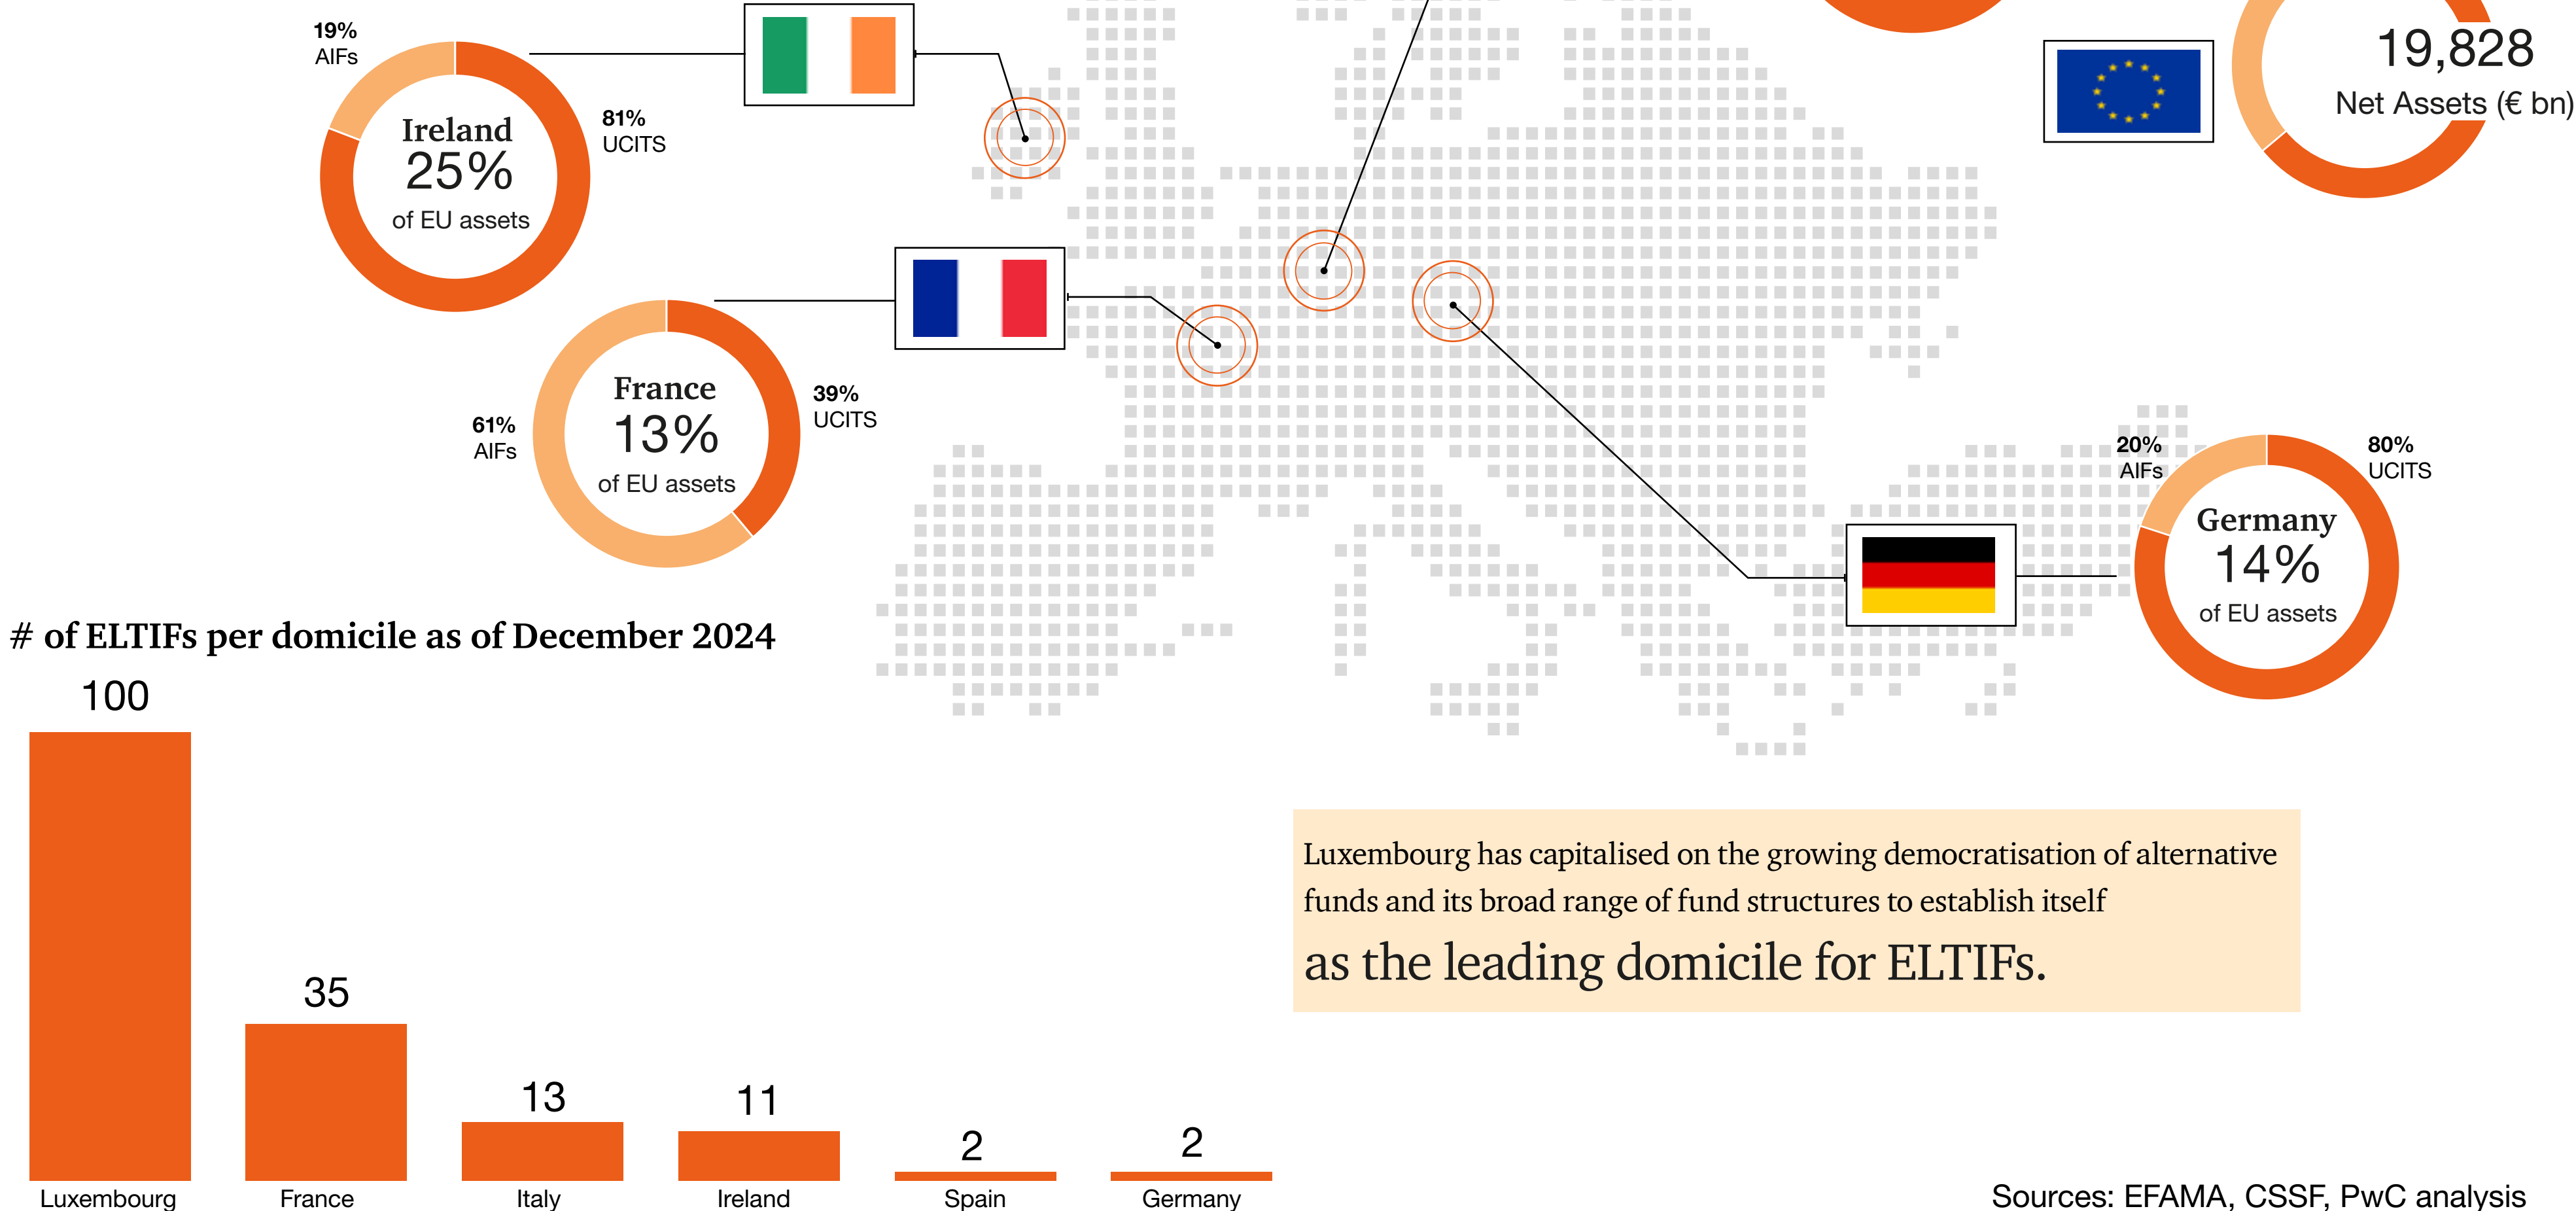 19%
AIFs
81%
UCITS
Ireland
25%
of EU assets
19,828
Net Assets (€ bn)
39%
UCITS
61%
AIFs
France
13%
of EU assets
20%
AIFs
80%
UCITS
Germany
14%
of EU assets
# of ELTIFs per domicile as of December 2024
100
35
13
11
2
2
Luxembourg
France
Italy
Ireland
Spain
Germany
Luxembourg has capitalised on the growing democratisation of alternative
funds and its broad range of fund structures to establish itself
as the leading domicile for ELTIFs.
Sources: EFAMA, CSSF, PwC analysis